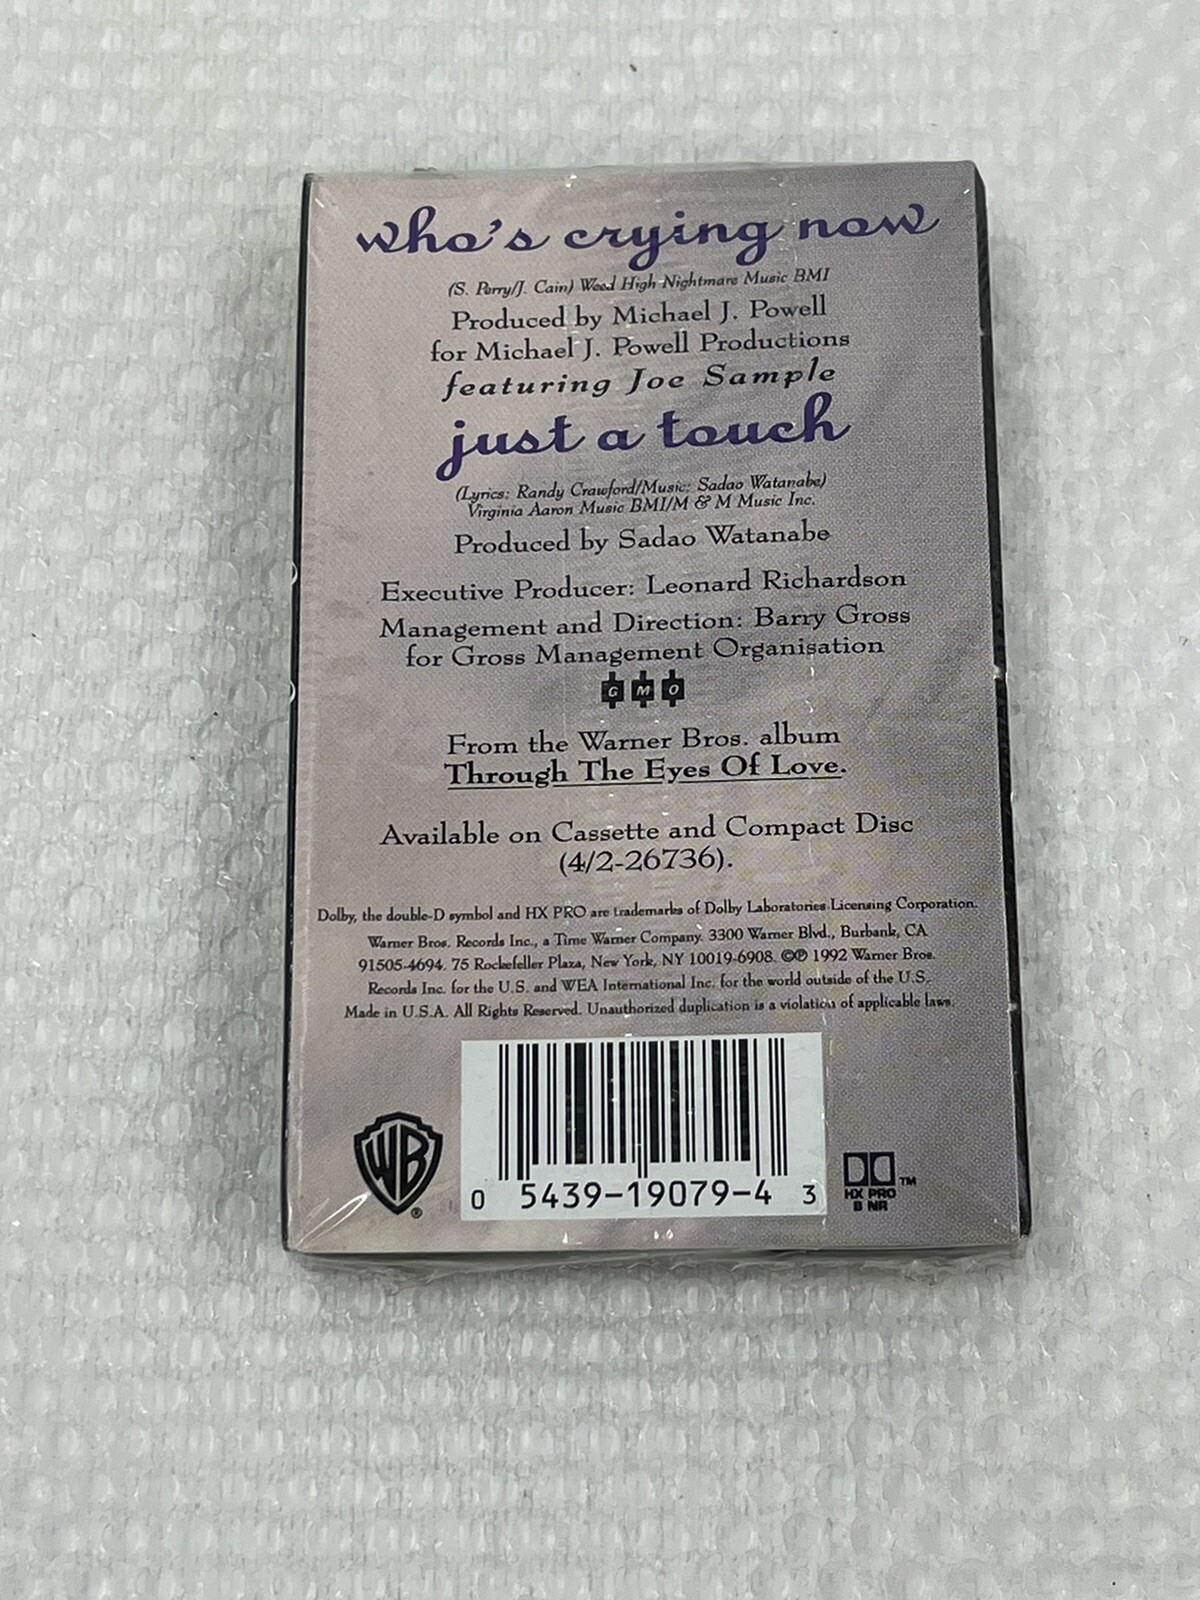 who's crying now
(S. Perry/J. Cain) Weed High Nightmare Music BMI
Produced by Michael J. Powell
for Michael J. Powell Productions
featuring Joe Sample
just a touch
(Lyrics: Randy Crawford/Music: Sadao Watanabe)
Virginia Aaron Music BMI/M & M Music Inc.
Produced by Sadao Watanabe
Executive Producer: Leonard Richardson
Management and Direction: Barry Gross
for Gross Management Organisation
G M O
From the Warner Bros. album
Through The Eyes Of Love.
Available on Cassette and Compact Disc
(4/2-26736).
Dolby, the double-D symbol and HX PRO are trademarks of Dolby Laboratories Licensing Corporation.
Warner Bros. Records Inc., a Time Warner Company. 3300 Warner Blvd., Burbank, CA
91505-4694. 75 Rockefeller Plaza, New York, NY 10019-6908. ©℗ 1992 Warner Bros.
Records Inc. for the U.S. and WEA International Inc. for the world outside of the U.S.
Made in U.S.A. All Rights Reserved. Unauthorized duplication is a violation of applicable laws.
WB ®
0 5439-19079-4 3
HX PRO ™
B NR